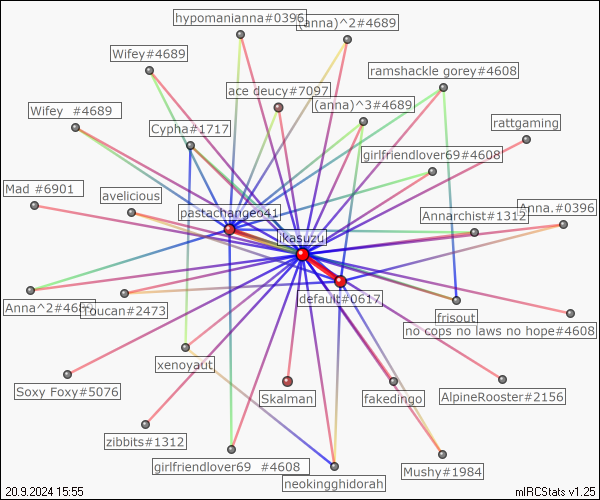 hypomanianna#0396
(anna)^2#4689
Wifey#4689
ramshackle gorey#4608
ace deucy#7097
(anna)^3#4689
Wifey  #4689
Cypha#1717
rattgaming
girlfriendlover69#4608
Mad #6901
avelicious
pastachangeo41
Annarchist#1312
Anna.#0396
ikasuzu
default#0617
Anna^2#4689
Toucan#2473
frisout
no cops no laws no hope#4608
xenoyaut
Soxy Foxy#5076
Skalman
fakedingo
AlpineRooster#2156
zibbits#1312
girlfriendlover69  #4608
neokingghidorah
Mushy#1984
20.9.2024 15:55
mIRCStats v1.25